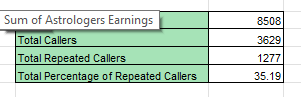 Sum of Astrologers Earnings 8508
Total Callers 3629
Total Repeated Callers 1277
Total Percentage of Repeated Callers 35.19